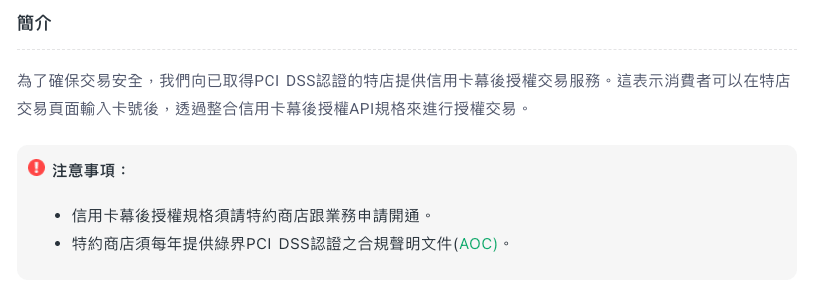 簡介
為了確保交易安全，我們向已取得PCI DSS認證的特店提供信用卡幕後授權交易服務。這表示消費者可以在特店
交易頁面輸入卡號後，透過整合信用卡幕後授權API規格來進行授權交易。
注意事項：
• 信用卡幕後授權規格須請特約商店跟業務申請開通。
• 特約商店須每年提供綠界PCI DSS認證之合規聲明文件(AOC)。